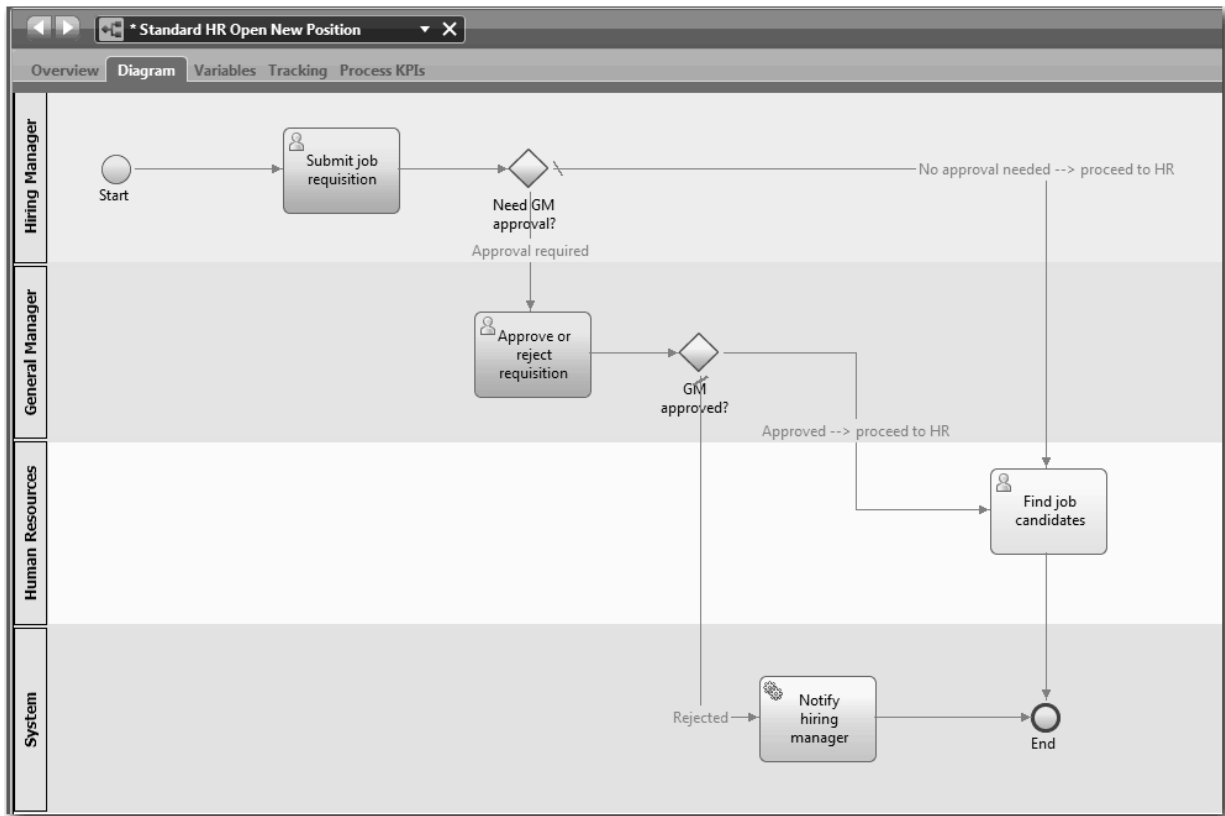 * Standard HR Open New Position
Overview Diagram Variables Tracking Process KPIs
Hiring Manager
Start
Submit job
requisition
Need GM
approval?
No approval needed --> proceed to HR
Approval required
General Manager
Approve or
reject
requisition
GM
approved?
Approved --> proceed to HR
Human Resources
Find job
candidates
System
Rejected
Notify
hiring
manager
End